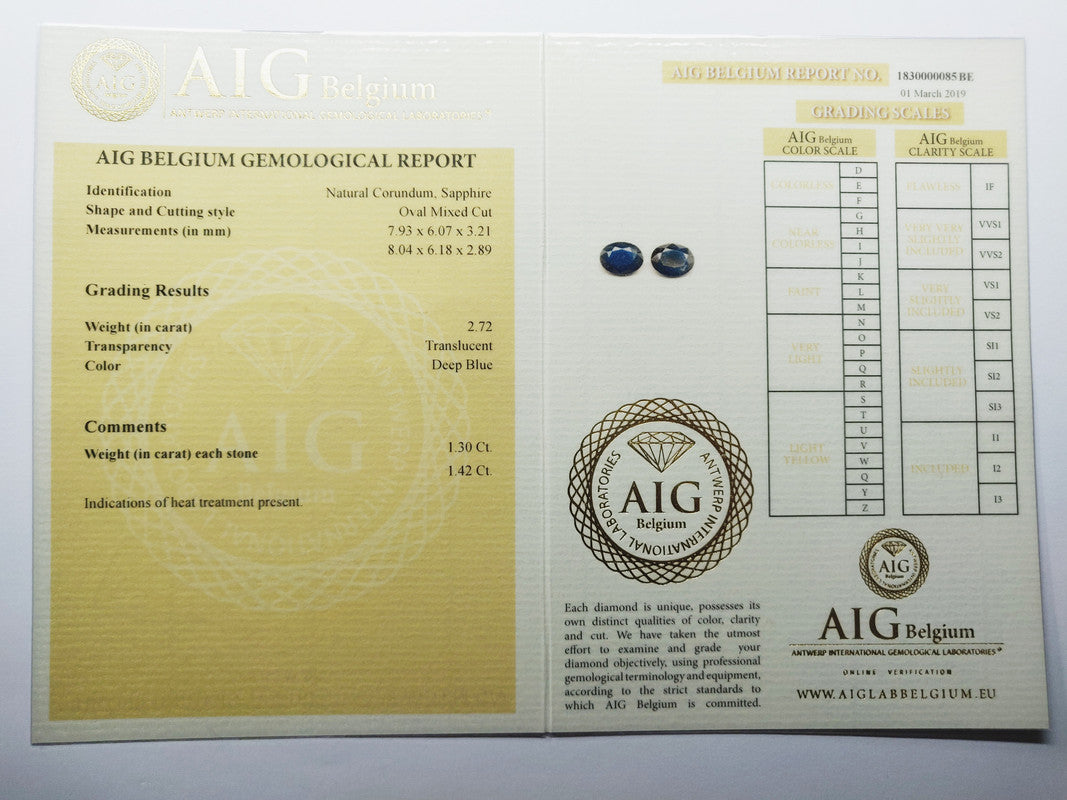 AIG Belgium
ANTWERP INTERNATIONAL GEMOLOGICAL LABORATORIES®
AIG BELGIUM GEMOLOGICAL REPORT
Identification Natural Corundum, Sapphire
Shape and Cutting style Oval Mixed Cut
Measurements (in mm) 7.93 x 6.07 x 3.21
8.04 x 6.18 x 2.89
Grading Results
Weight (in carat) 2.72
Transparency Translucent
Color Deep Blue
Comments
Weight (in carat) each stone 1.30 Ct.
1.42 Ct.
Indications of heat treatment present.
AIG BELGIUM REPORT NO. 1830000085BE
01 March 2019
GRADING SCALES
AIG Belgium
COLOR SCALE
COLORLESS
D
E
F
NEAR
COLORLESS
G
H
I
J
FAINT
K
L
M
VERY
LIGHT
N
O
P
Q
R
LIGHT
YELLOW
S
T
U
V
W
Q
Y
Z
AIG Belgium
CLARITY SCALE
FLAWLESS
IF
VERY VERY
SLIGHTLY
INCLUDED
VVS1
VVS2
VERY
SLIGHTLY
INCLUDED
VS1
VS2
SLIGHTLY
INCLUDED
SI1
SI2
SI3
INCLUDED
I1
I2
I3
ANTWERP INTERNATIONAL LABORATORIES
AIG
Belgium
Each diamond is unique, possesses its
own distinct qualities of color, clarity
and cut. We have taken the utmost
effort to examine and grade your
diamond objectively, using professional
gemological terminology and equipment,
according to the strict standards to
which AIG Belgium is committed.
AIG
Belgium
AIG Belgium
ANTWERP INTERNATIONAL GEMOLOGICAL LABORATORIES®
ONLINE VERIFICATION
WWW.AIGLABBELGIUM.EU